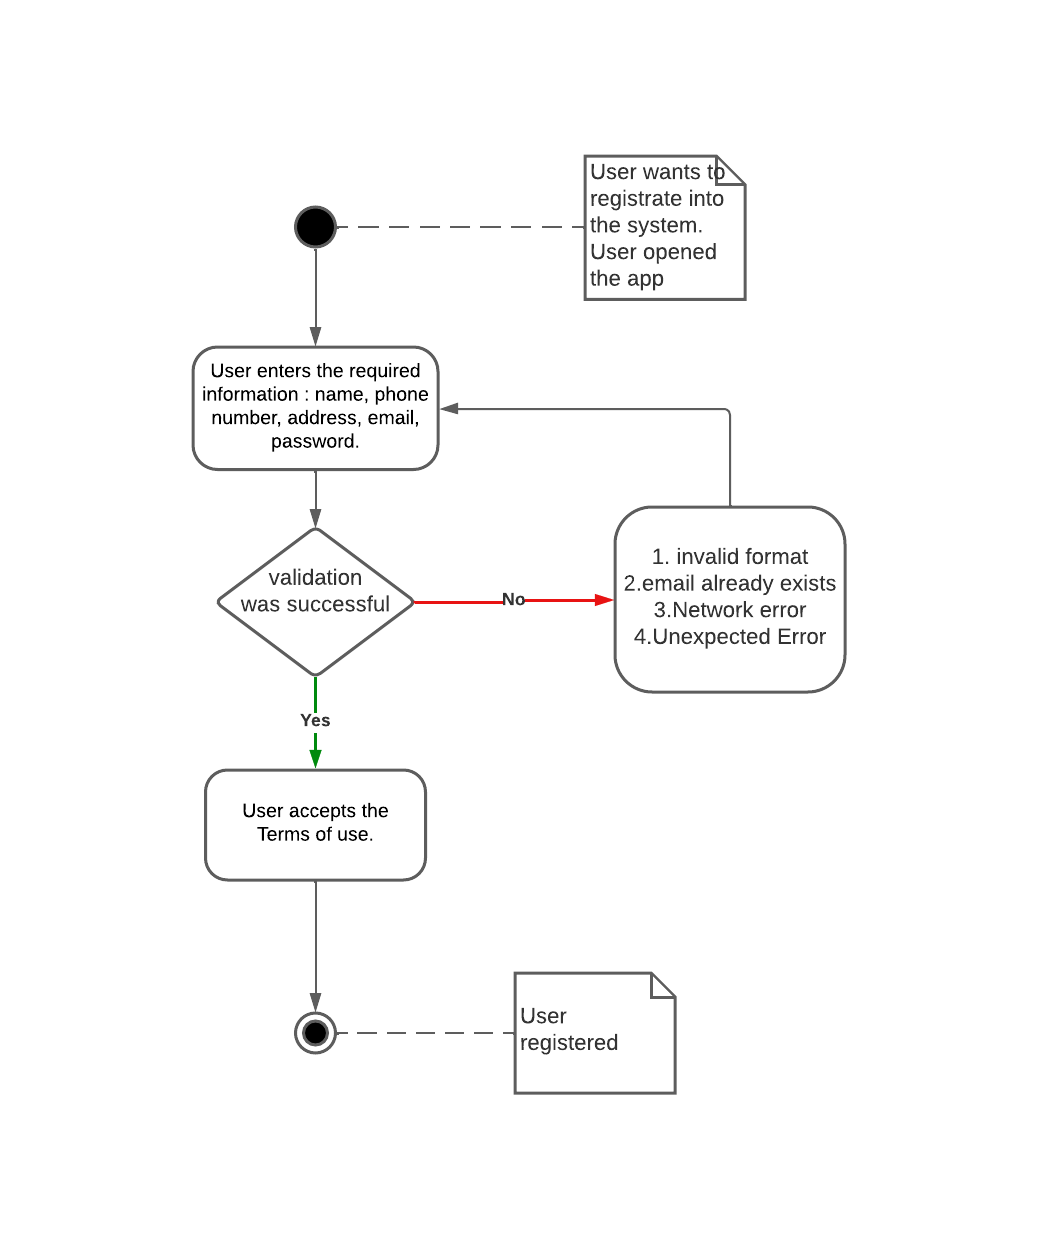 User wants to
registrate into
the system.
User opened
the app
User enters the required
information : name, phone
number, address, email,
password.
validation
was successful
No
1. invalid format
2.email already exists
3.Network error
4.Unexpected Error
Yes
User accepts the
Terms of use.
User
registered